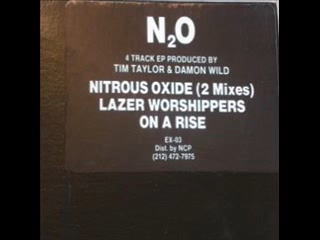 N₂O
4 TRACK EP PRODUCED BY
TIM TAYLOR & DAMON WILD
NITROUS OXIDE (2 Mixes)
LAZER WORSHIPPERS
ON A RISE
EX-03
Dist. by NCP
(212) 472-7975